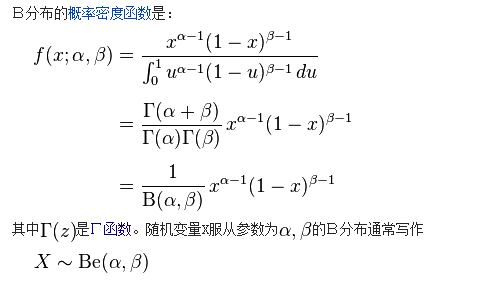 Β分布的概率密度函数是：
f(x;α,β) = x^{α−1}(1−x)^{β−1} / ∫_0^1 u^{α−1}(1−u)^{β−1} du
= Γ(α+β) / Γ(α)Γ(β) x^{α−1}(1−x)^{β−1}
= 1 / Β(α,β) x^{α−1}(1−x)^{β−1}
其中Γ(z)是Γ函数。随机变量X服从参数为α,β的Β分布通常写作
X ∼ Be(α,β)